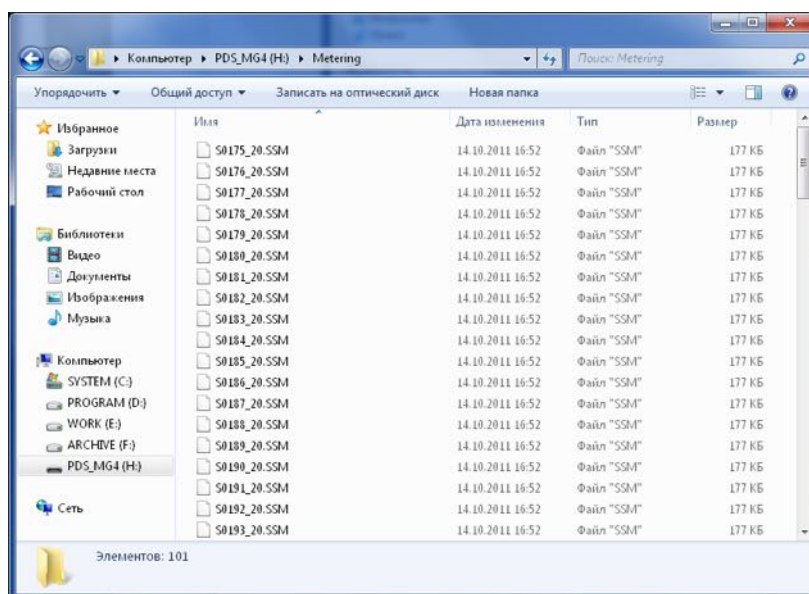 Компьютер ▸ PDS_MG4 (H:) ▸ Metering
Поиск: Metering
Упорядочить Общий доступ Записать на оптический диск Новая папка
Избранное
Загрузки
Недавние места
Рабочий стол
Библиотеки
Видео
Документы
Изображения
Музыка
Компьютер
SYSTEM (C:)
PROGRAM (D:)
WORK (E:)
ARCHIVE (F:)
PDS_MG4 (H:)
Сеть
Имя Дата изменения Тип Размер
S0175_20.SSM 14.10.2011 16:52 Файл "SSM" 177 КБ
S0176_20.SSM 14.10.2011 16:52 Файл "SSM" 177 КБ
S0177_20.SSM 14.10.2011 16:52 Файл "SSM" 177 КБ
S0178_20.SSM 14.10.2011 16:52 Файл "SSM" 177 КБ
S0179_20.SSM 14.10.2011 16:52 Файл "SSM" 177 КБ
S0180_20.SSM 14.10.2011 16:52 Файл "SSM" 177 КБ
S0181_20.SSM 14.10.2011 16:52 Файл "SSM" 177 КБ
S0182_20.SSM 14.10.2011 16:52 Файл "SSM" 177 КБ
S0183_20.SSM 14.10.2011 16:52 Файл "SSM" 177 КБ
S0184_20.SSM 14.10.2011 16:52 Файл "SSM" 177 КБ
S0185_20.SSM 14.10.2011 16:52 Файл "SSM" 177 КБ
S0186_20.SSM 14.10.2011 16:52 Файл "SSM" 177 КБ
S0187_20.SSM 14.10.2011 16:52 Файл "SSM" 177 КБ
S0188_20.SSM 14.10.2011 16:52 Файл "SSM" 177 КБ
S0189_20.SSM 14.10.2011 16:52 Файл "SSM" 177 КБ
S0190_20.SSM 14.10.2011 16:52 Файл "SSM" 177 КБ
S0191_20.SSM 14.10.2011 16:52 Файл "SSM" 177 КБ
S0192_20.SSM 14.10.2011 16:52 Файл "SSM" 177 КБ
S0193_20.SSM 14.10.2011 16:52 Файл "SSM" 177 КБ
Элементов: 101